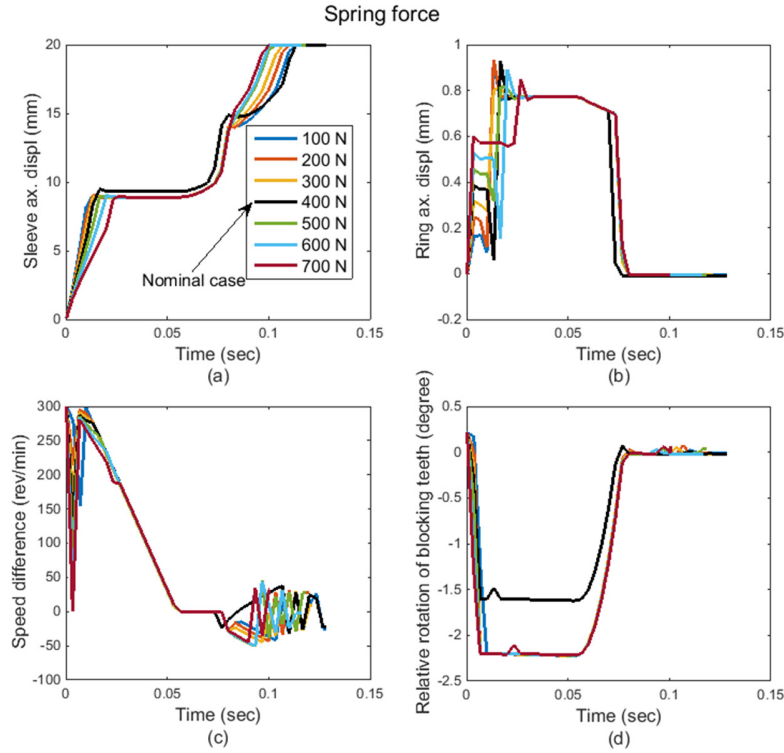 Spring force
Sleeve ax. displ (mm)
20
15
10
5
0
0
0.05
0.1
0.15
Time (sec)
(a)
100 N
200 N
300 N
400 N
500 N
600 N
700 N
Nominal case
Ring ax. displ (mm)
1
0.8
0.6
0.4
0.2
0
-0.2
0
0.05
0.1
0.15
Time (sec)
(b)
Speed difference (rev/min)
300
250
200
150
100
50
0
-50
-100
0
0.05
0.1
0.15
Time (sec)
(c)
Relative rotation of blocking teeth (degree)
0.5
0
-0.5
-1
-1.5
-2
-2.5
0
0.05
0.1
0.15
Time (sec)
(d)